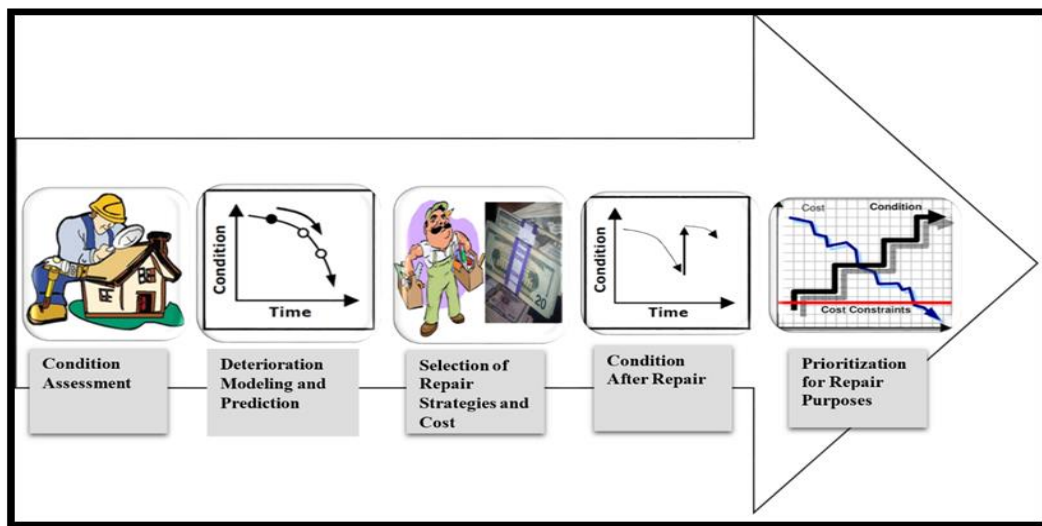 Condition
Time
20
Condition
Time
Cost
Condition
Cost Constraints
Condition
Assessment
Deterioration
Modeling and
Prediction
Selection of
Repair
Strategies and
Cost
Condition
After Repair
Prioritization
for Repair
Purposes